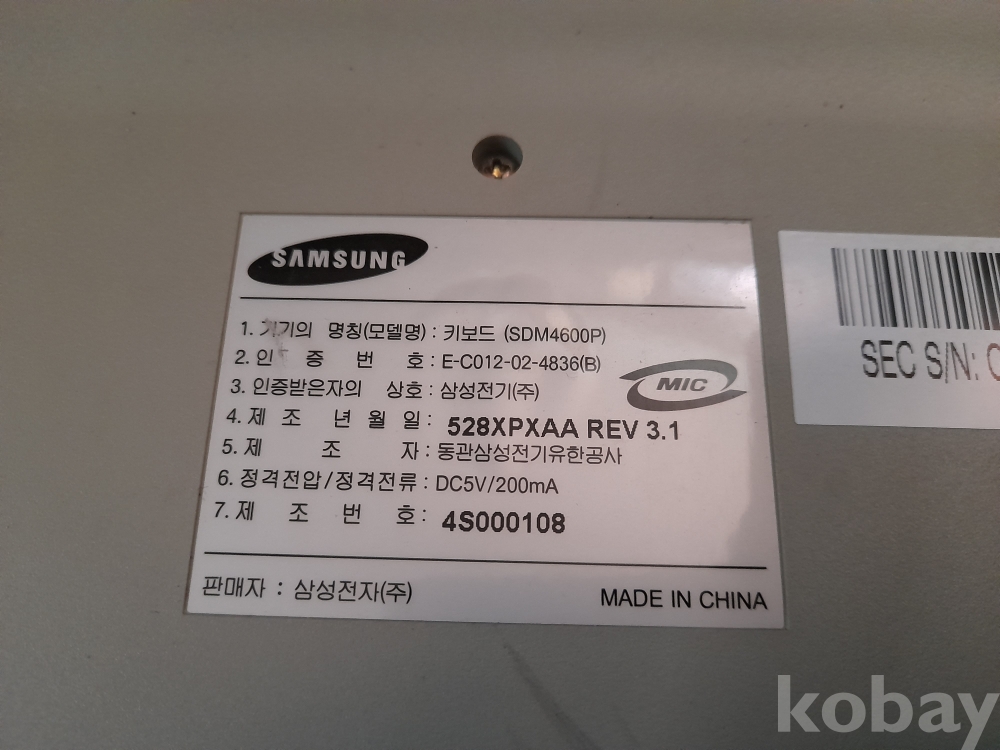 SAMSUNG
1. 기기의 명칭(모델명) : 키보드 (SDM4600P)
2. 인 증 번 호 : E-C012-02-4836(B)
3. 인증받은자의 상호 : 삼성전기(주)
MIC
4. 제 조 년 월 일 : 528XPXAA REV 3.1
5. 제 조 자 : 동관삼성전기유한공사
6. 정격전압/정격전류 : DC5V/200mA
7. 제 조 번 호 : 4S000108
판매자 : 삼성전자(주)
MADE IN CHINA
SEC S/N:
kobay